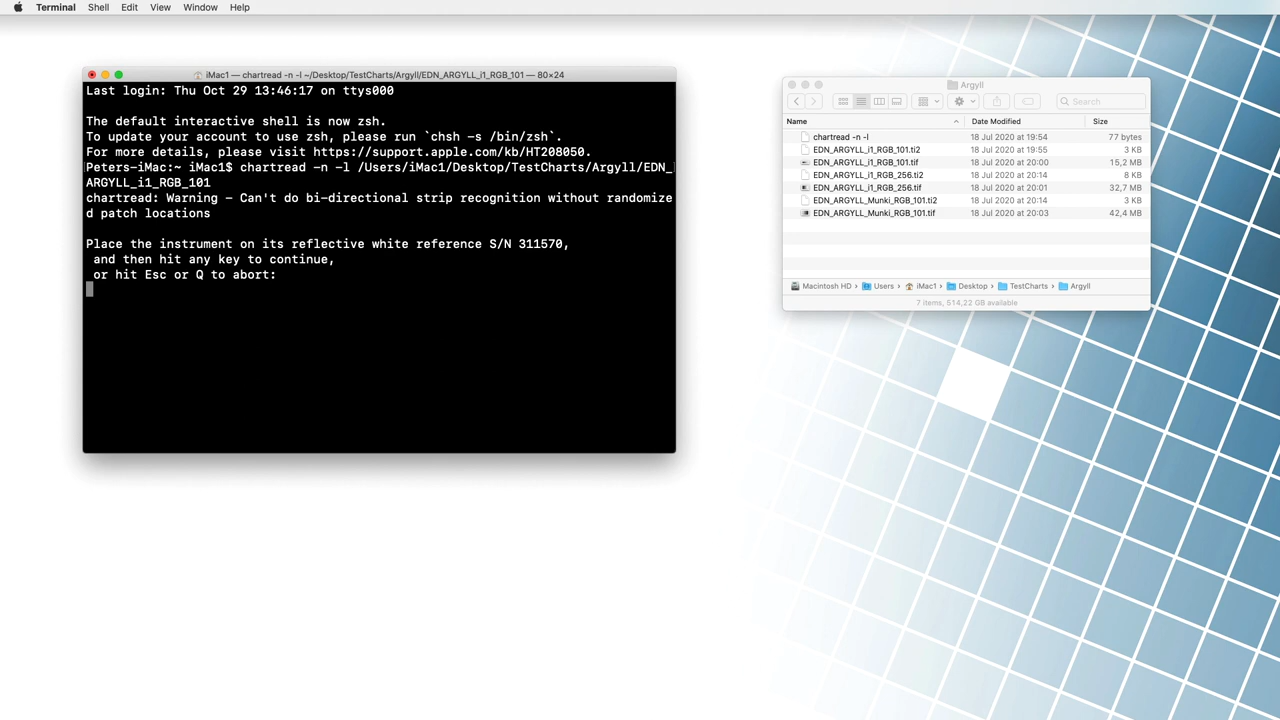 Terminal Shell Edit View Window Help
iMac1 — chartread -n -l ~/Desktop/TestCharts/Argyll/EDN_ARGYLL_i1_RGB_101 — 80×24
Last login: Thu Oct 29 13:46:17 on ttys000
The default interactive shell is now zsh.
To update your account to use zsh, please run `chsh -s /bin/zsh`.
For more details, please visit https://support.apple.com/kb/HT208050.
[Peters-iMac:~ iMac1$ chartread -n -l /Users/iMac1/Desktop/TestCharts/Argyll/EDN_]
ARGYLL_i1_RGB_101
chartread: Warning - Can't do bi-directional strip recognition without randomize
d patch locations
Place the instrument on its reflective white reference S/N 311570,
and then hit any key to continue,
or hit Esc or Q to abort:
Argyll
Search
Name Date Modified Size
chartread -n -l 18 Jul 2020 at 19:54 77 bytes
EDN_ARGYLL_i1_RGB_101.ti2 18 Jul 2020 at 19:55 3 KB
EDN_ARGYLL_i1_RGB_101.tif 18 Jul 2020 at 20:00 15,2 MB
EDN_ARGYLL_i1_RGB_256.ti2 18 Jul 2020 at 20:14 8 KB
EDN_ARGYLL_i1_RGB_256.tif 18 Jul 2020 at 20:01 32,7 MB
EDN_ARGYLL_Munki_RGB_101.ti2 18 Jul 2020 at 20:14 3 KB
EDN_ARGYLL_Munki_RGB_101.tif 18 Jul 2020 at 20:03 42,4 MB
Macintosh HD › Users › iMac1 › Desktop › TestCharts › Argyll
7 items, 514,22 GB available